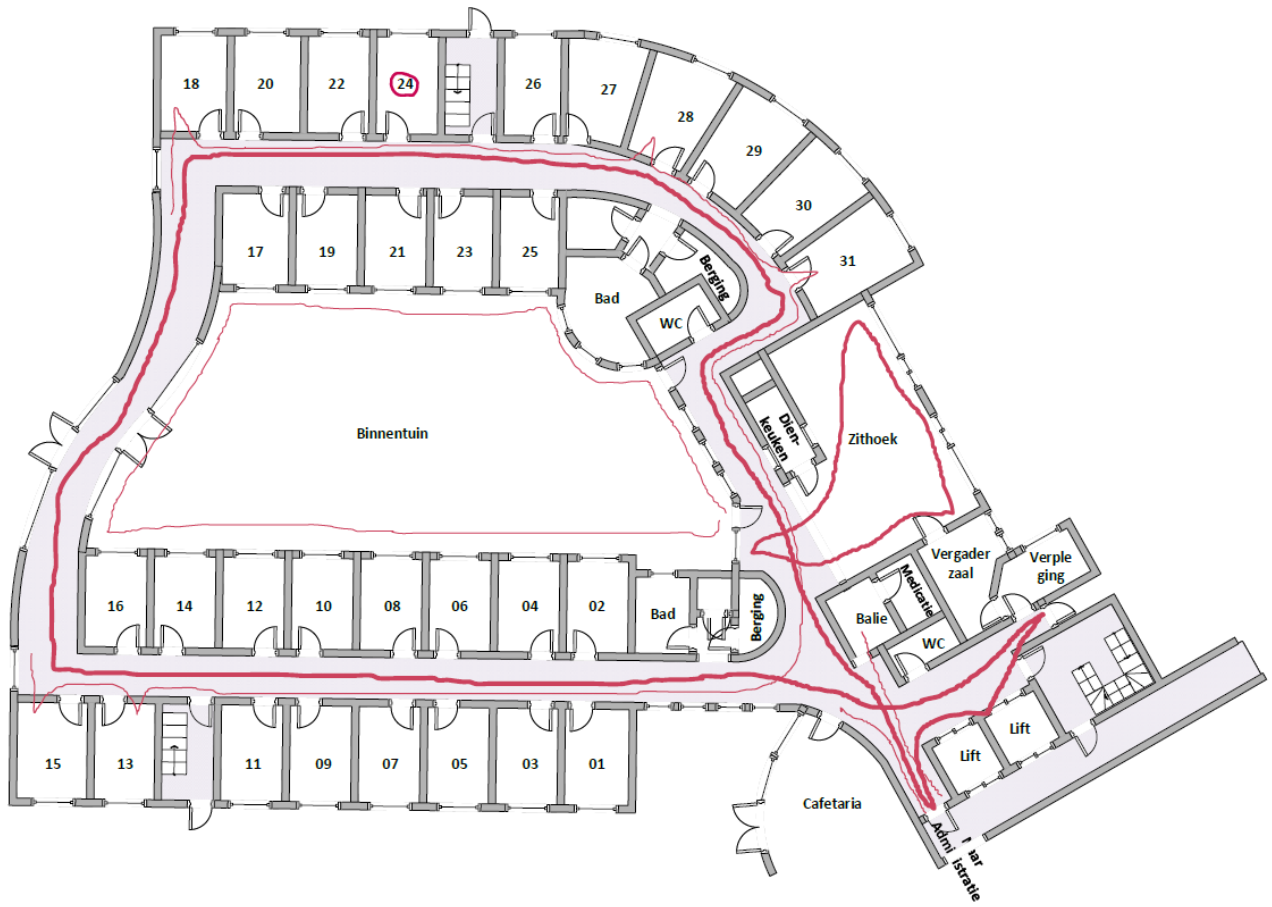 18
20
22
24
26
27
28
29
30
31
17
19
21
23
25
Bad
Berging
WC
Binnentuin
Dien-
keuken
Zithoek
16
14
12
10
08
06
04
02
Bad
Berging
Balie
Medicatie
WC
Vergader
zaal
Verple
ging
15
13
11
09
07
05
03
01
Cafetaria
Lift
Lift
Admi istratie